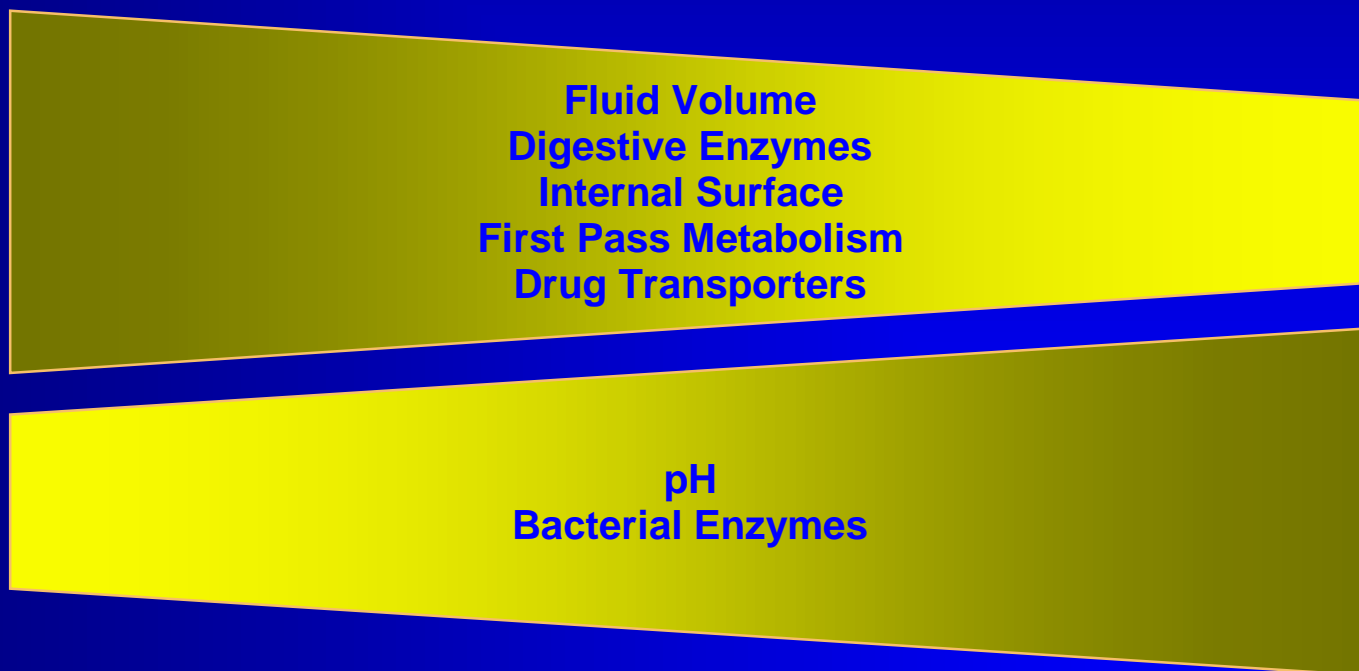 Fluid Volume
Digestive Enzymes
Internal Surface
First Pass Metabolism
Drug Transporters
pH
Bacterial Enzymes